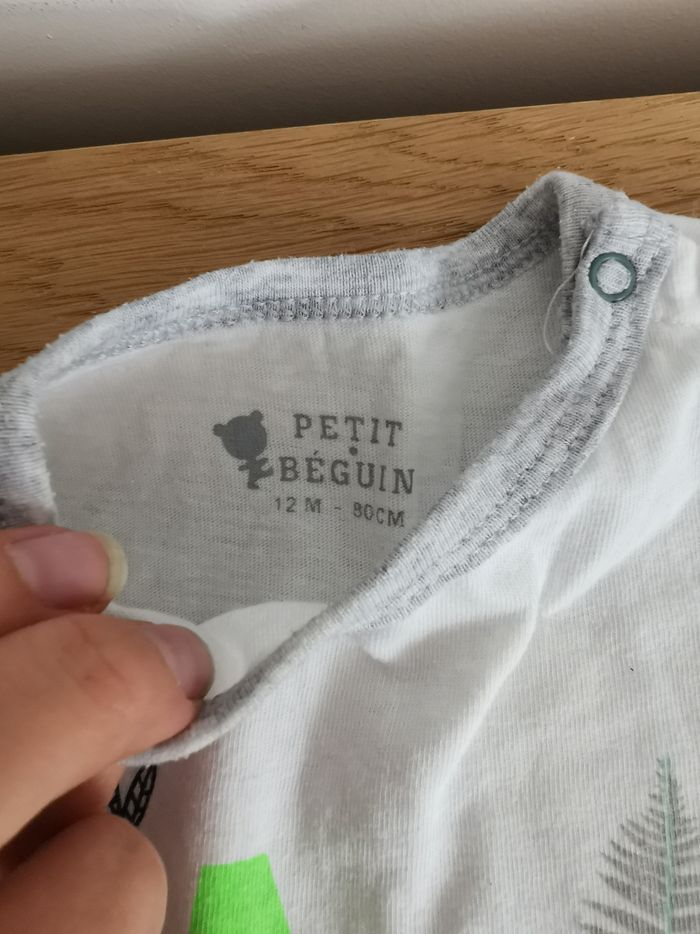 PETIT
BÉGUIN
12 M - 80CM